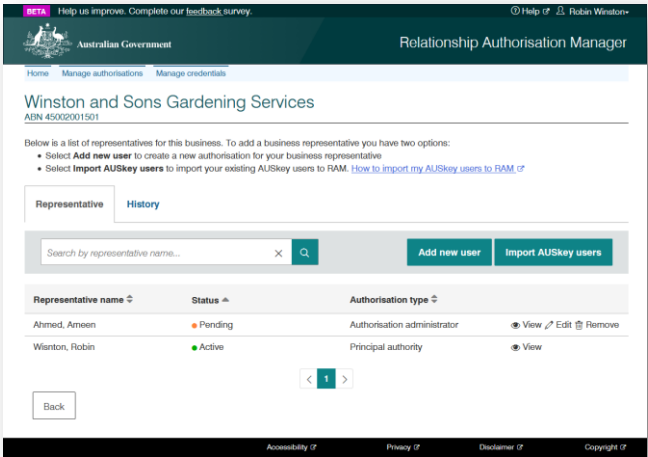 BETA Help us improve. Complete our feedback survey. Help Robin Winston
Australian Government Relationship Authorisation Manager
Home Manage authorisations Manage credentials
Winston and Sons Gardening Services
ABN 45002001501
Below is a list of representatives for this business. To add a business representative you have two options:
• Select Add new user to create a new authorisation for your business representative
• Select Import AUSkey users to import your existing AUSkey users to RAM. How to import my AUSkey users to RAM
Representative History
Search by representative name... Add new user Import AUSkey users
Representative name Status Authorisation type
Ahmed, Ameen Pending Authorisation administrator View Edit Remove
Wisnton, Robin Active Principal authority View
< 1 >
Back
Accessibility Privacy Disclaimer Copyright